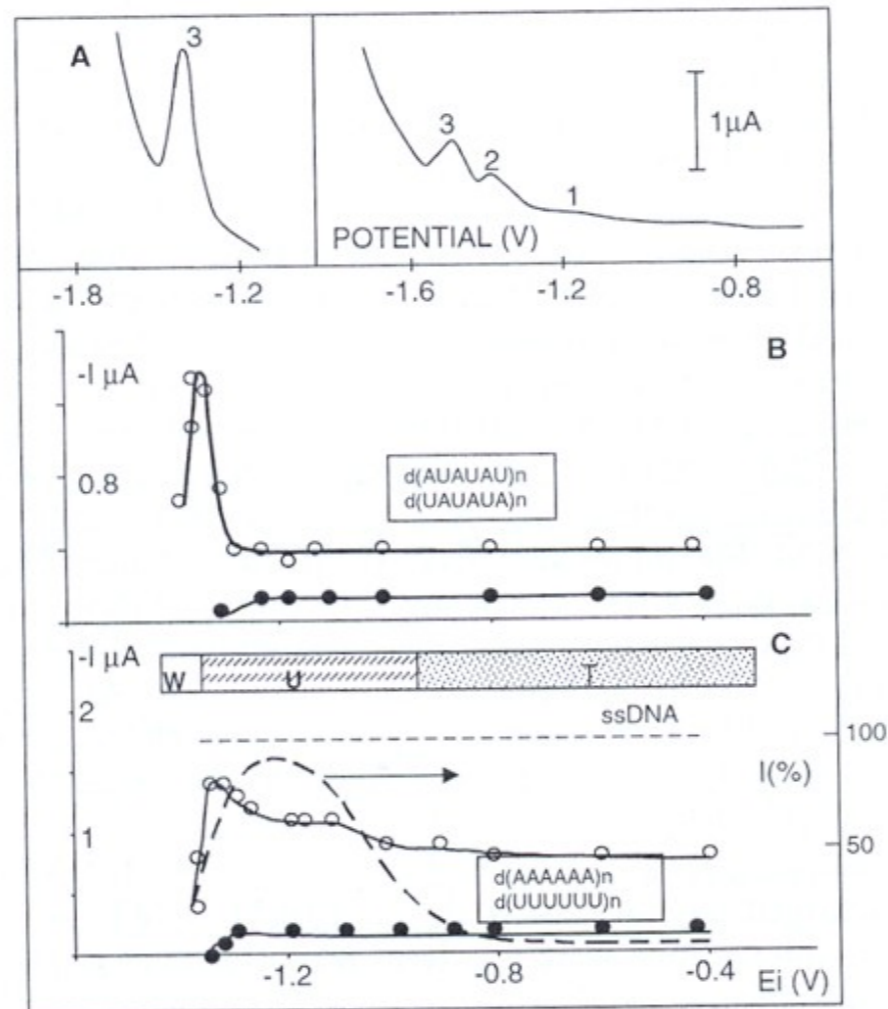 A
3
3
2
1
1µA
POTENTIAL (V)
-1.8 -1.2 -1.6 -1.2 -0.8
B
-I µA
0.8
d(AUAUAU)n
d(UAUAUA)n
C
-I µA
W U T
2
ssDNA
100
I(%)
1
50
d(AAAAAA)n
d(UUUUUU)n
-1.2 -0.8 -0.4
Ei (V)